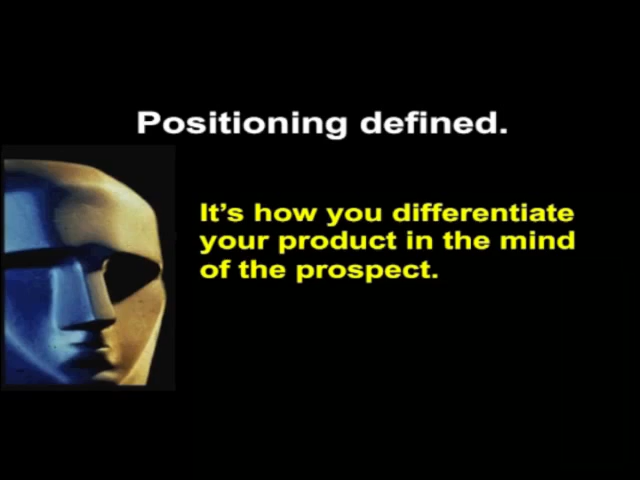 Positioning defined.
It's how you differentiate
your product in the mind
of the prospect.